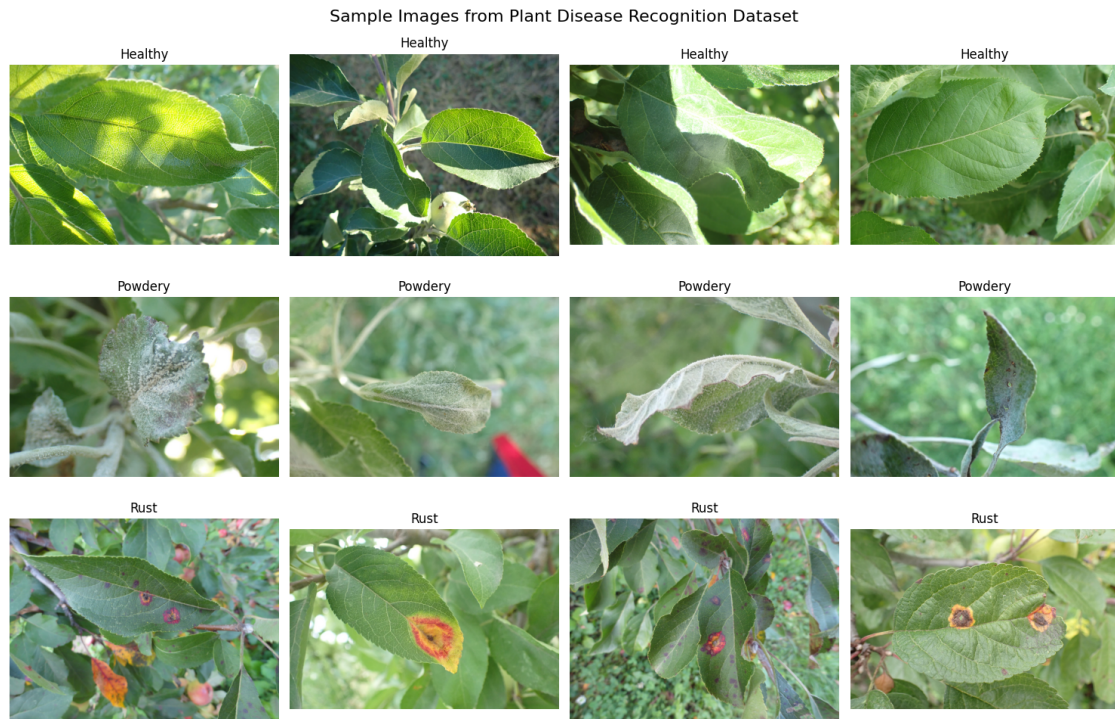 Sample Images from Plant Disease Recognition Dataset
Healthy
Healthy
Healthy
Healthy
Powdery
Powdery
Powdery
Powdery
Rust
Rust
Rust
Rust